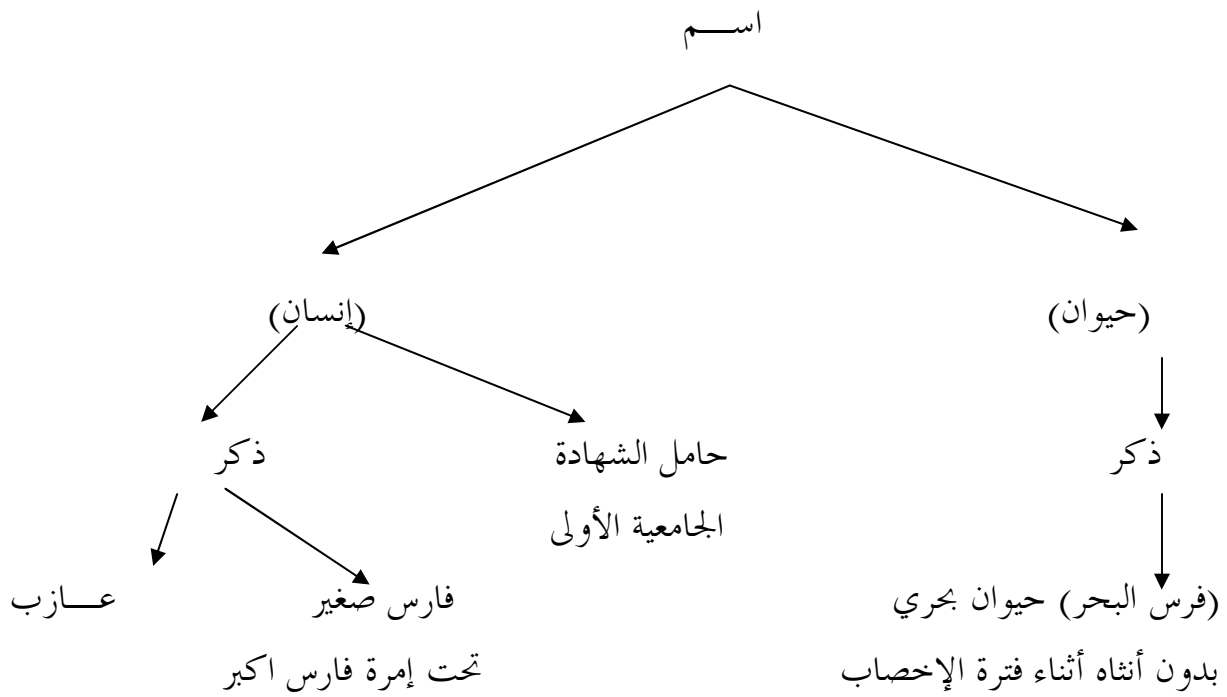 اســـم
(حيوان)
(إنسان)
ذكر
حامل الشهادة
ذكر
الجامعية الأولى
(فرس البحر) حيوان بحري
فارس صغير
عـــازب
بدون أنثاه أثناء فترة الإخصاب
تحت إمرة فارس اكبر